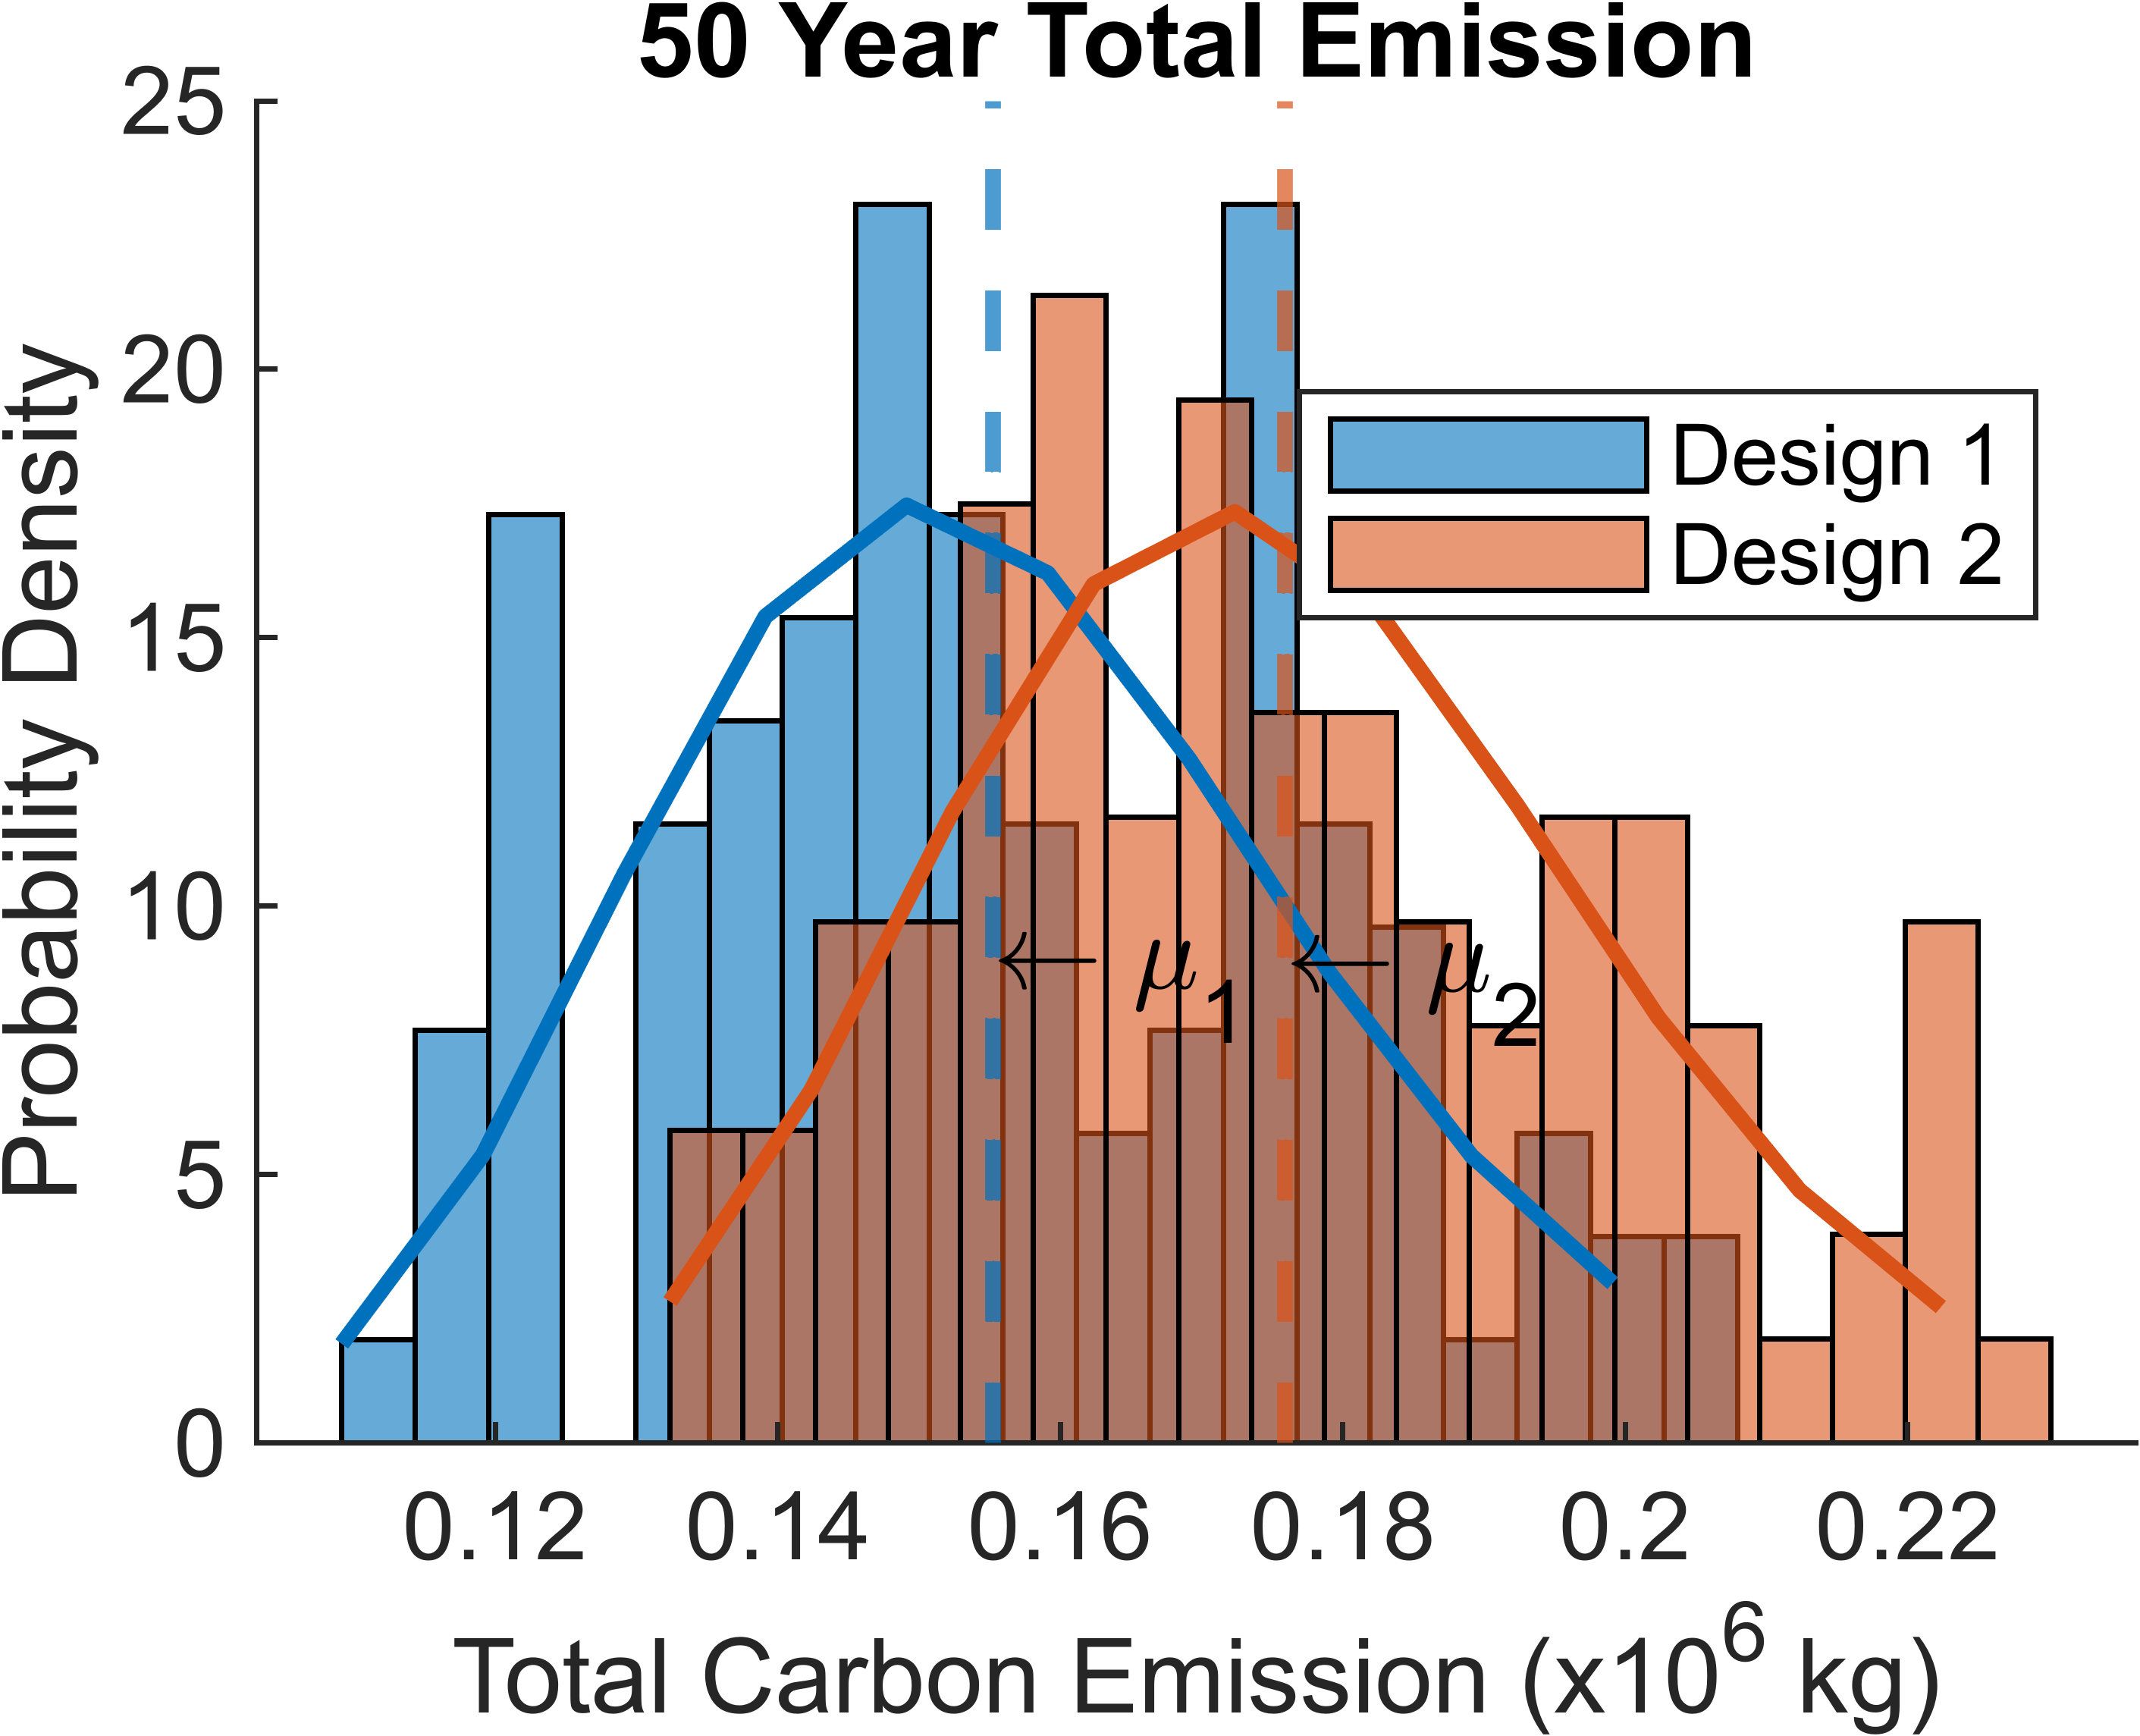 50 Year Total Emission
25
20
15
10
5
0
Probability Density
Design 1
Design 2
← μ1
← μ2
0.12 0.14 0.16 0.18 0.2 0.22
Total Carbon Emission (x10^6 kg)